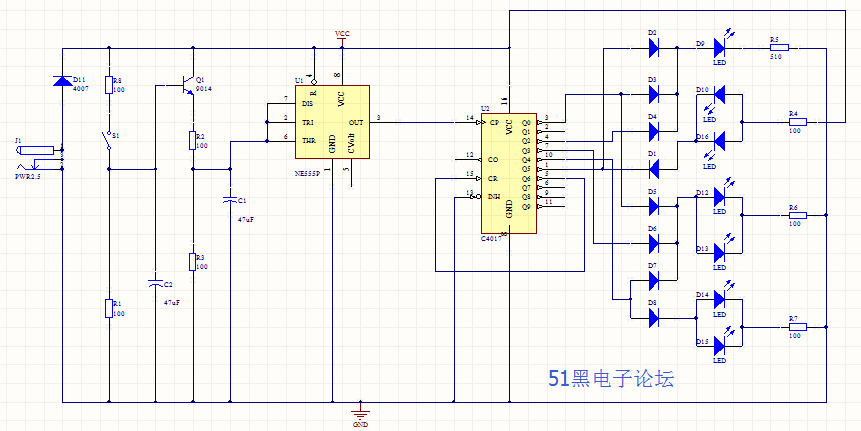 VCC
D2
D9
LED
R5
510
D11
4007
R8
100
Q1
9014
U1
4
R
8
VCC
7
DIS
2
TRI
6
THR
OUT
3
GND
CVolt
1
5
NE555P
S1
J1
PWR2.5
R2
100
C1
47uF
C2
47uF
R1
100
R3
100
U2
16
VCC
14
CP
12
CO
15
CR
13
INH
GND
8
C4017
Q0
3
Q1
2
Q2
4
Q3
7
Q4
10
Q5
1
Q6
5
Q7
6
Q8
9
Q9
11
D3
D10
LED
R4
100
D4
D16
LED
D1
D5
D12
LED
R6
100
D6
D13
LED
D7
D14
LED
D8
R7
100
D15
LED
51黑电子论坛
GND